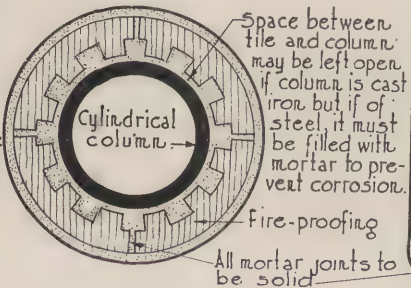 Space between
tile and column
may be left open
if column is cast
iron but if of
steel it must
be filled with
mortar to pre-
vent corrosion.
Cylindrical
column
Fire-proofing
All mortar joints to
be solid